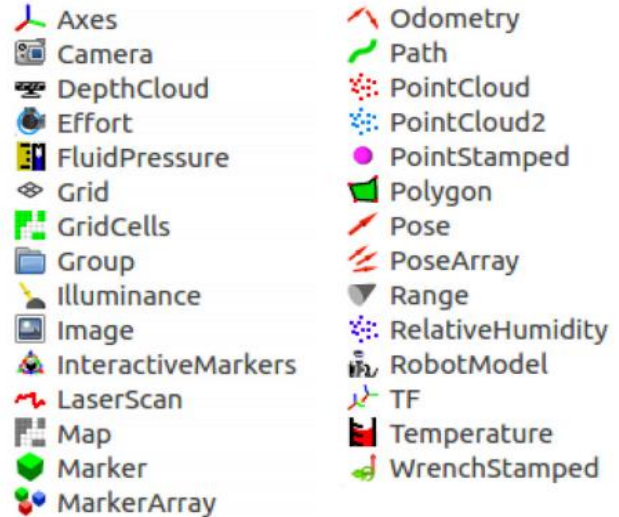 Axes
Camera
DepthCloud
Effort
FluidPressure
Grid
GridCells
Group
Illuminance
Image
InteractiveMarkers
LaserScan
Map
Marker
MarkerArray
Odometry
Path
PointCloud
PointCloud2
PointStamped
Polygon
Pose
PoseArray
Range
RelativeHumidity
RobotModel
TF
Temperature
WrenchStamped